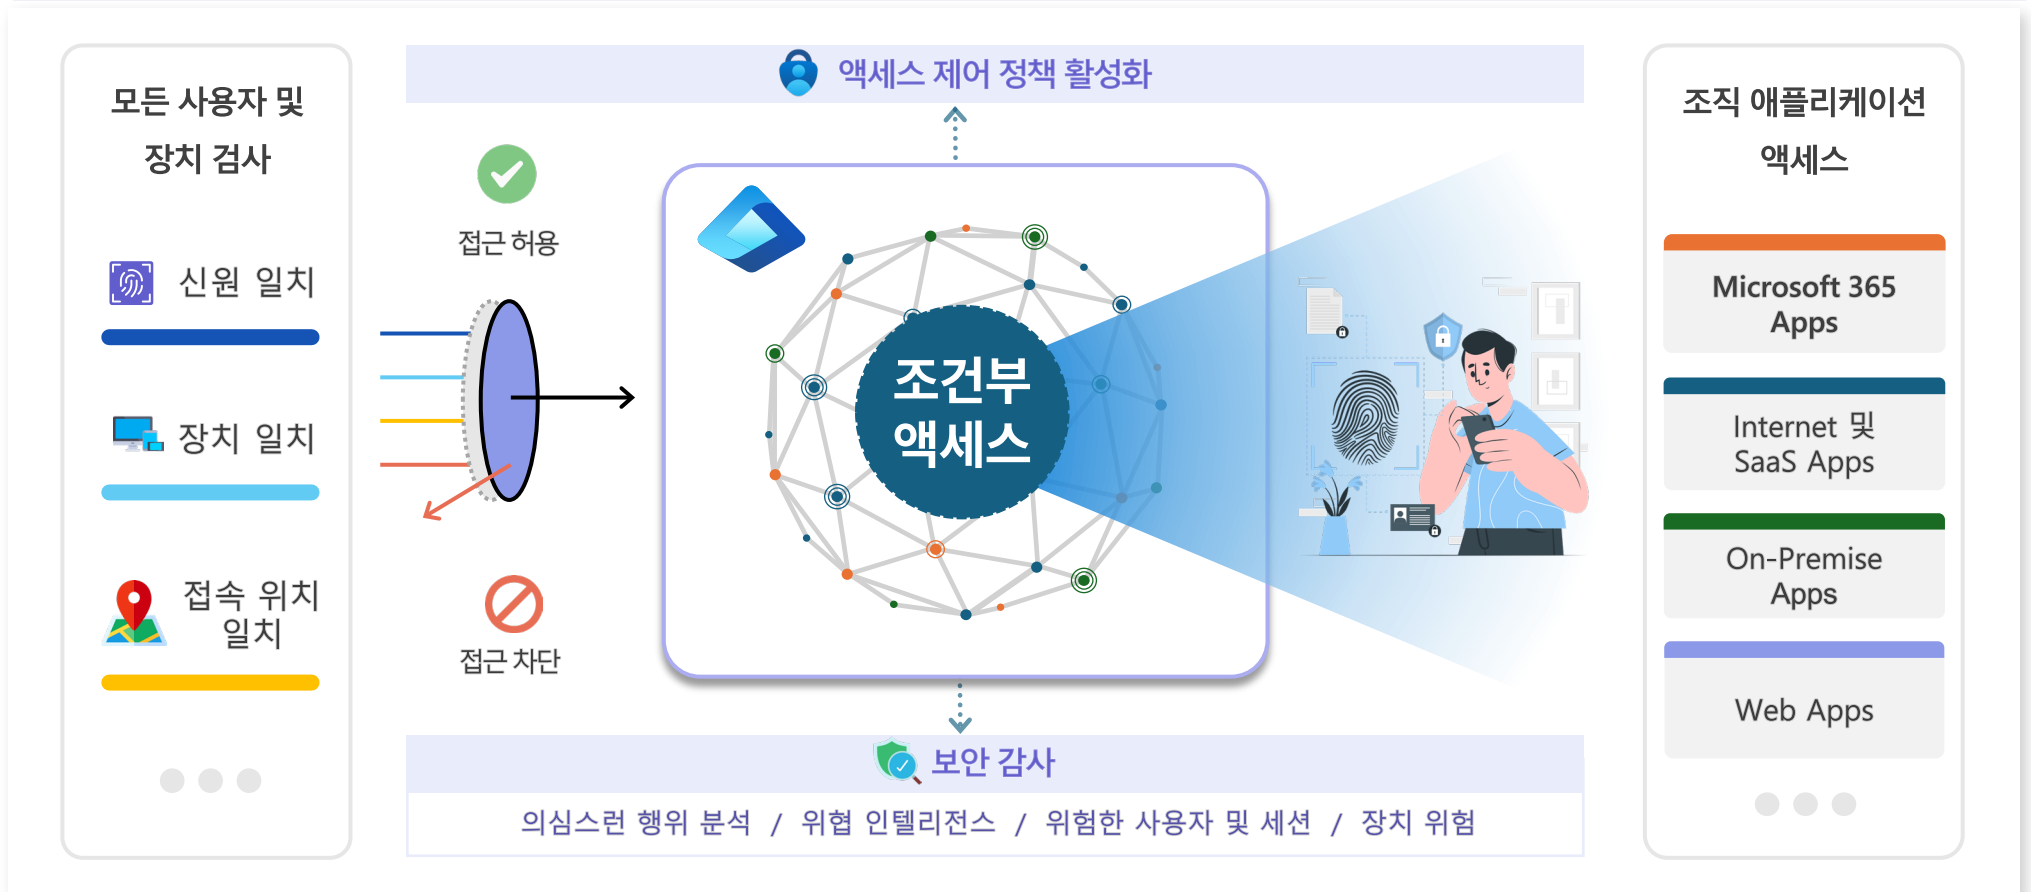 모든 사용자 및
장치 검사
신원 일치
장치 일치
접속 위치
일치
액세스 제어 정책 활성화
접근 허용
접근 차단
조건부
액세스
보안 감사
의심스런 행위 분석 / 위협 인텔리전스 / 위험한 사용자 및 세션 / 장치 위험
조직 애플리케이션
액세스
Microsoft 365
Apps
Internet 및
SaaS Apps
On-Premise
Apps
Web Apps